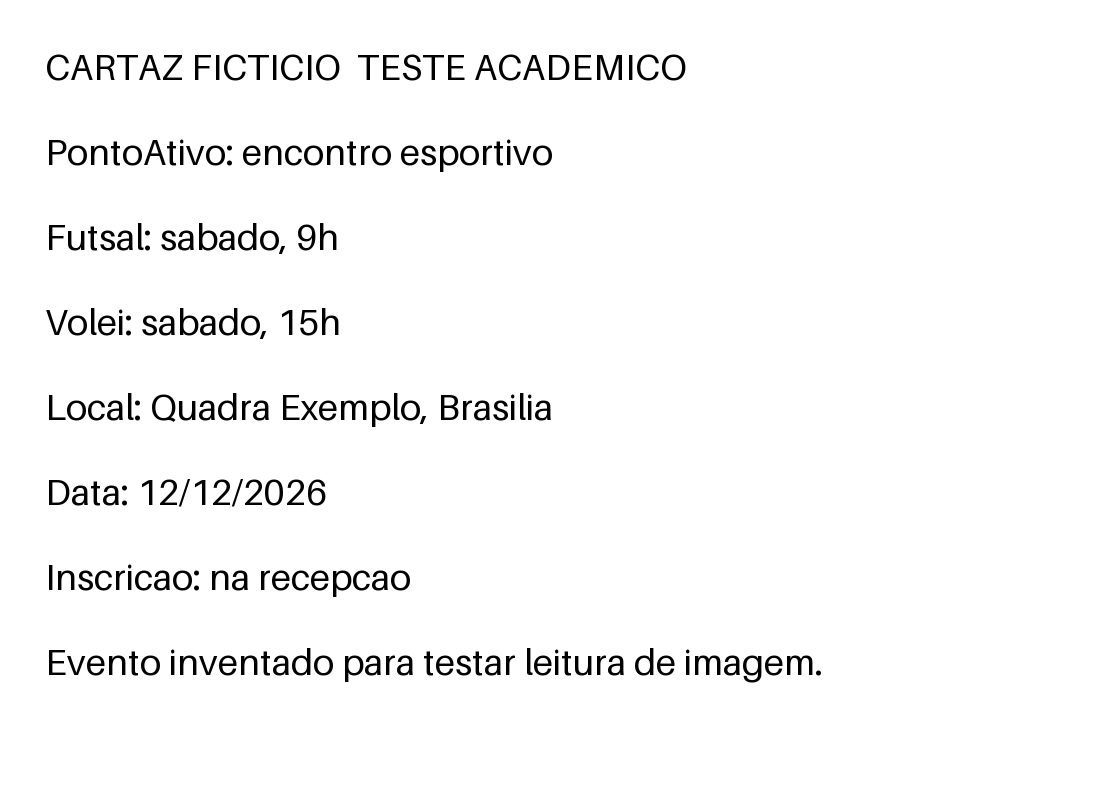 CARTAZ FICTICIO  TESTE ACADEMICO
PontoAtivo: encontro esportivo
Futsal: sabado, 9h
Volei: sabado, 15h
Local: Quadra Exemplo, Brasilia
Data: 12/12/2026
Inscricao: na recepcao
Evento inventado para testar leitura de imagem.